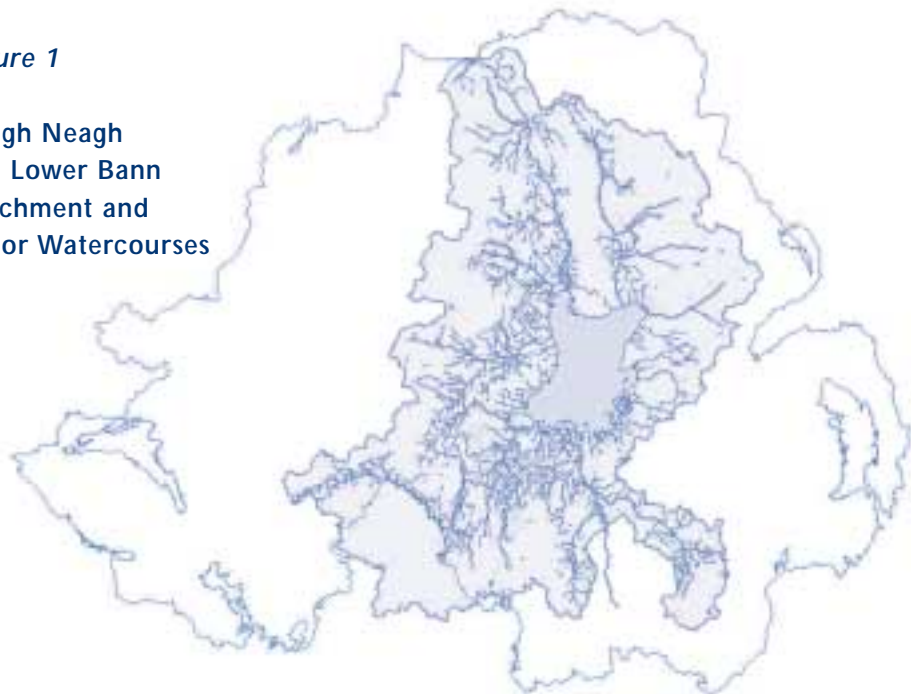 ure 1
gh Neagh
Lower Bann
chment and
or Watercourses